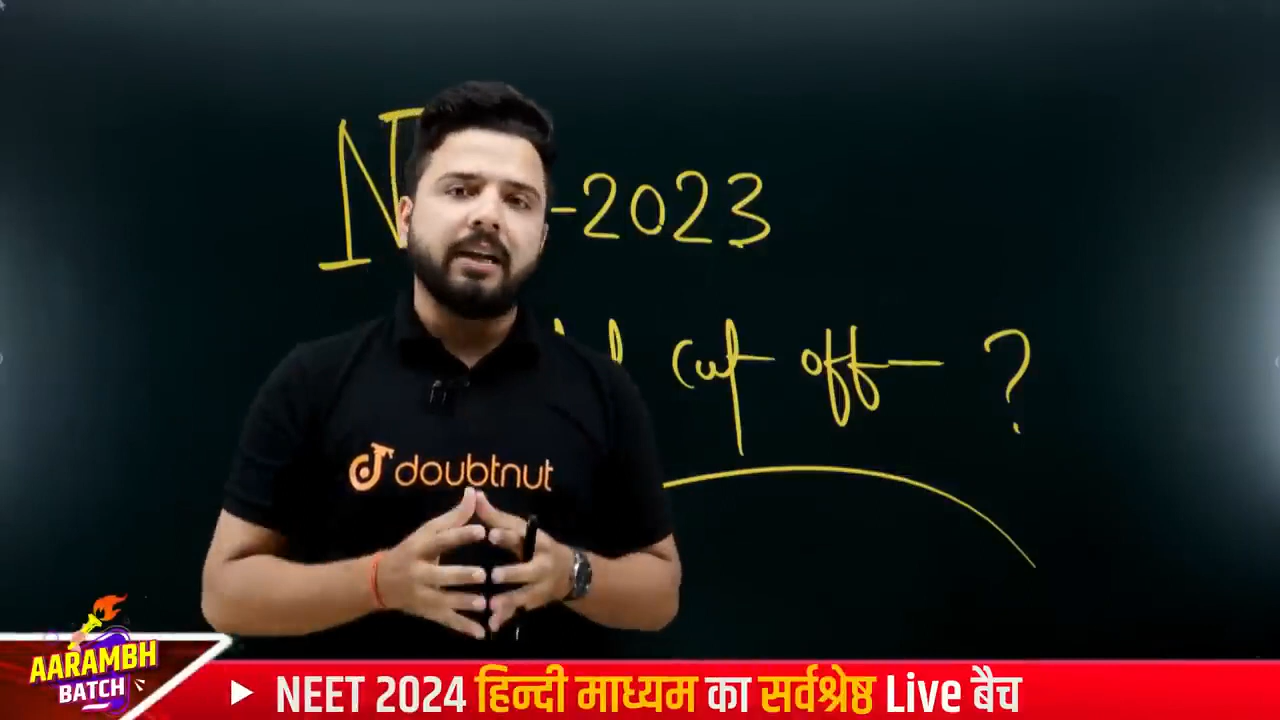 N -2023
cut off - ?
doubtnut
AARAMBH
BATCH
NEET 2024 हिन्दी माध्यम का सर्वश्रेष्ठ Live बैच